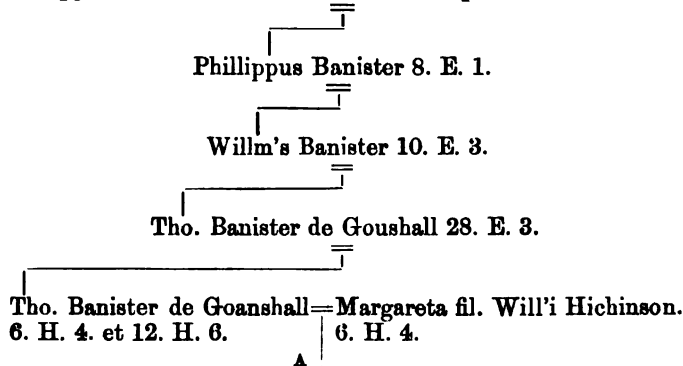 Phillippus Banister 8. E. 1.
Willm's Banister 10. E. 3.
Tho. Banister de Goushall 28. E. 3.
Tho. Banister de Goanshall=Margareta fil. Will'i Hichinson.
6. H. 4. et 12. H. 6. 6. H. 4.
A